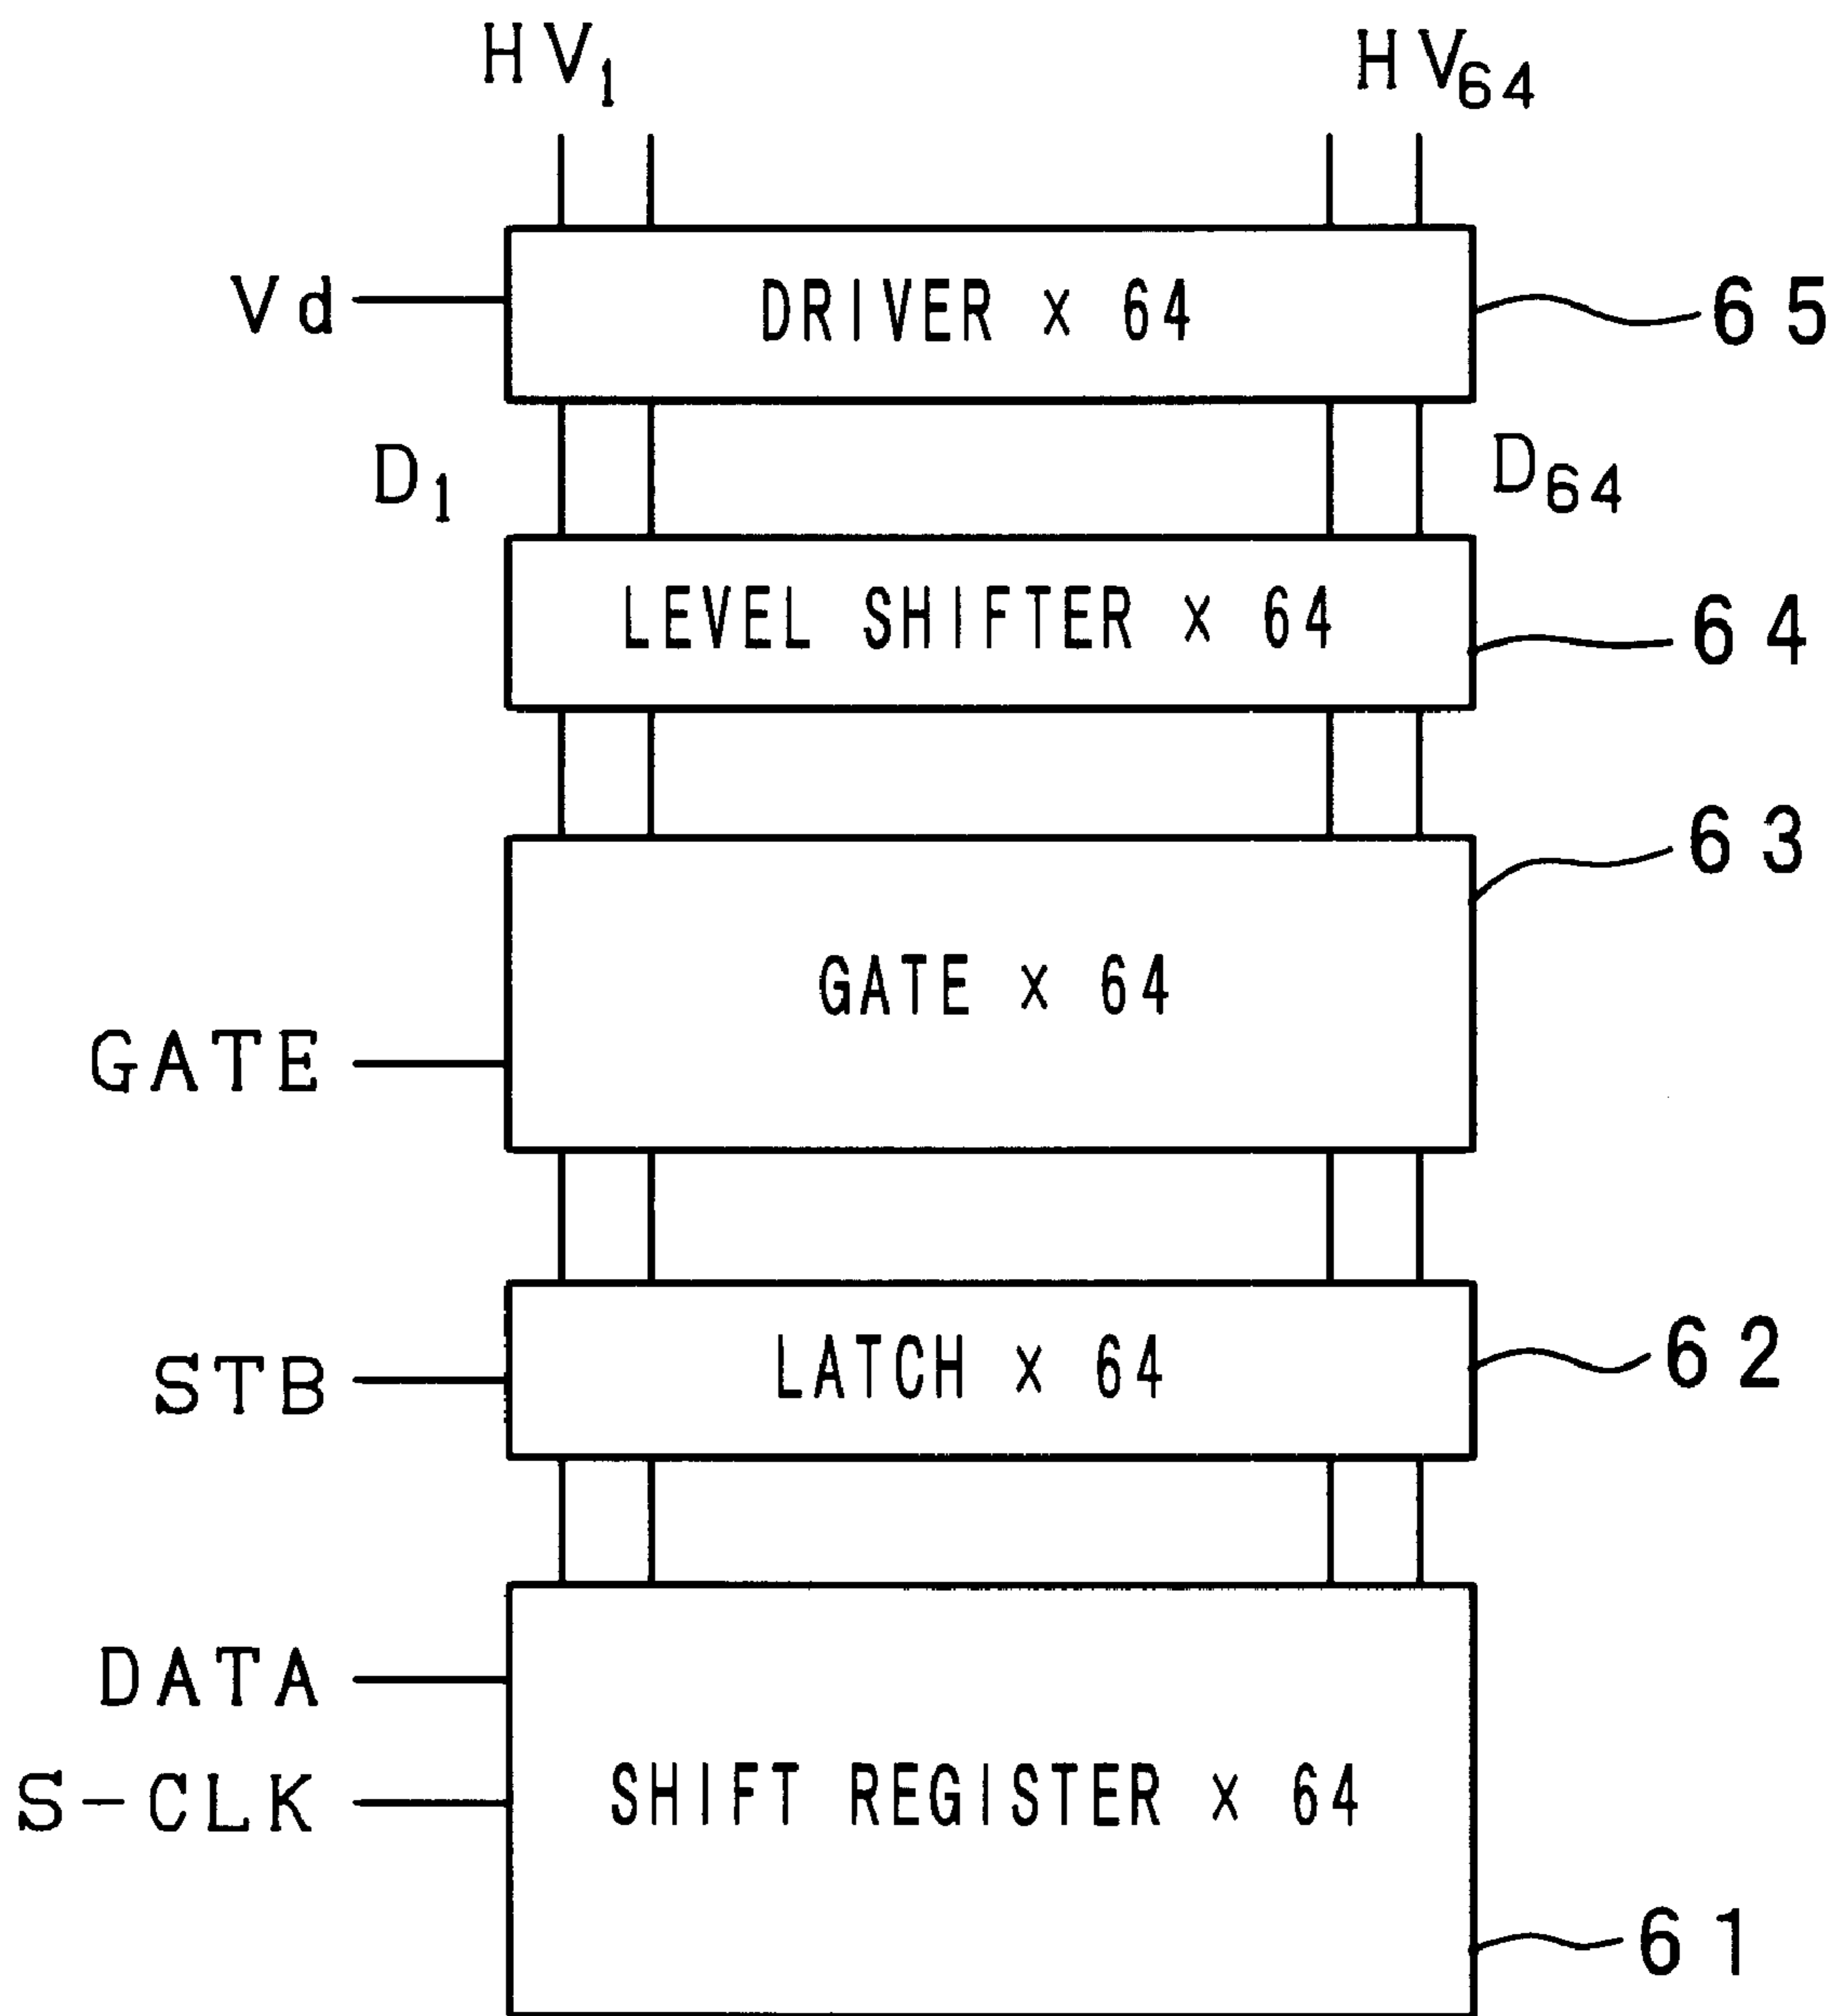 HV₁ HV₆₄
Vd DRIVER × 64 65
D₁ D₆₄
LEVEL SHIFTER × 64 64
63
GATE × 64
GATE
STB LATCH × 64 62
DATA
S-CLK SHIFT REGISTER × 64
61